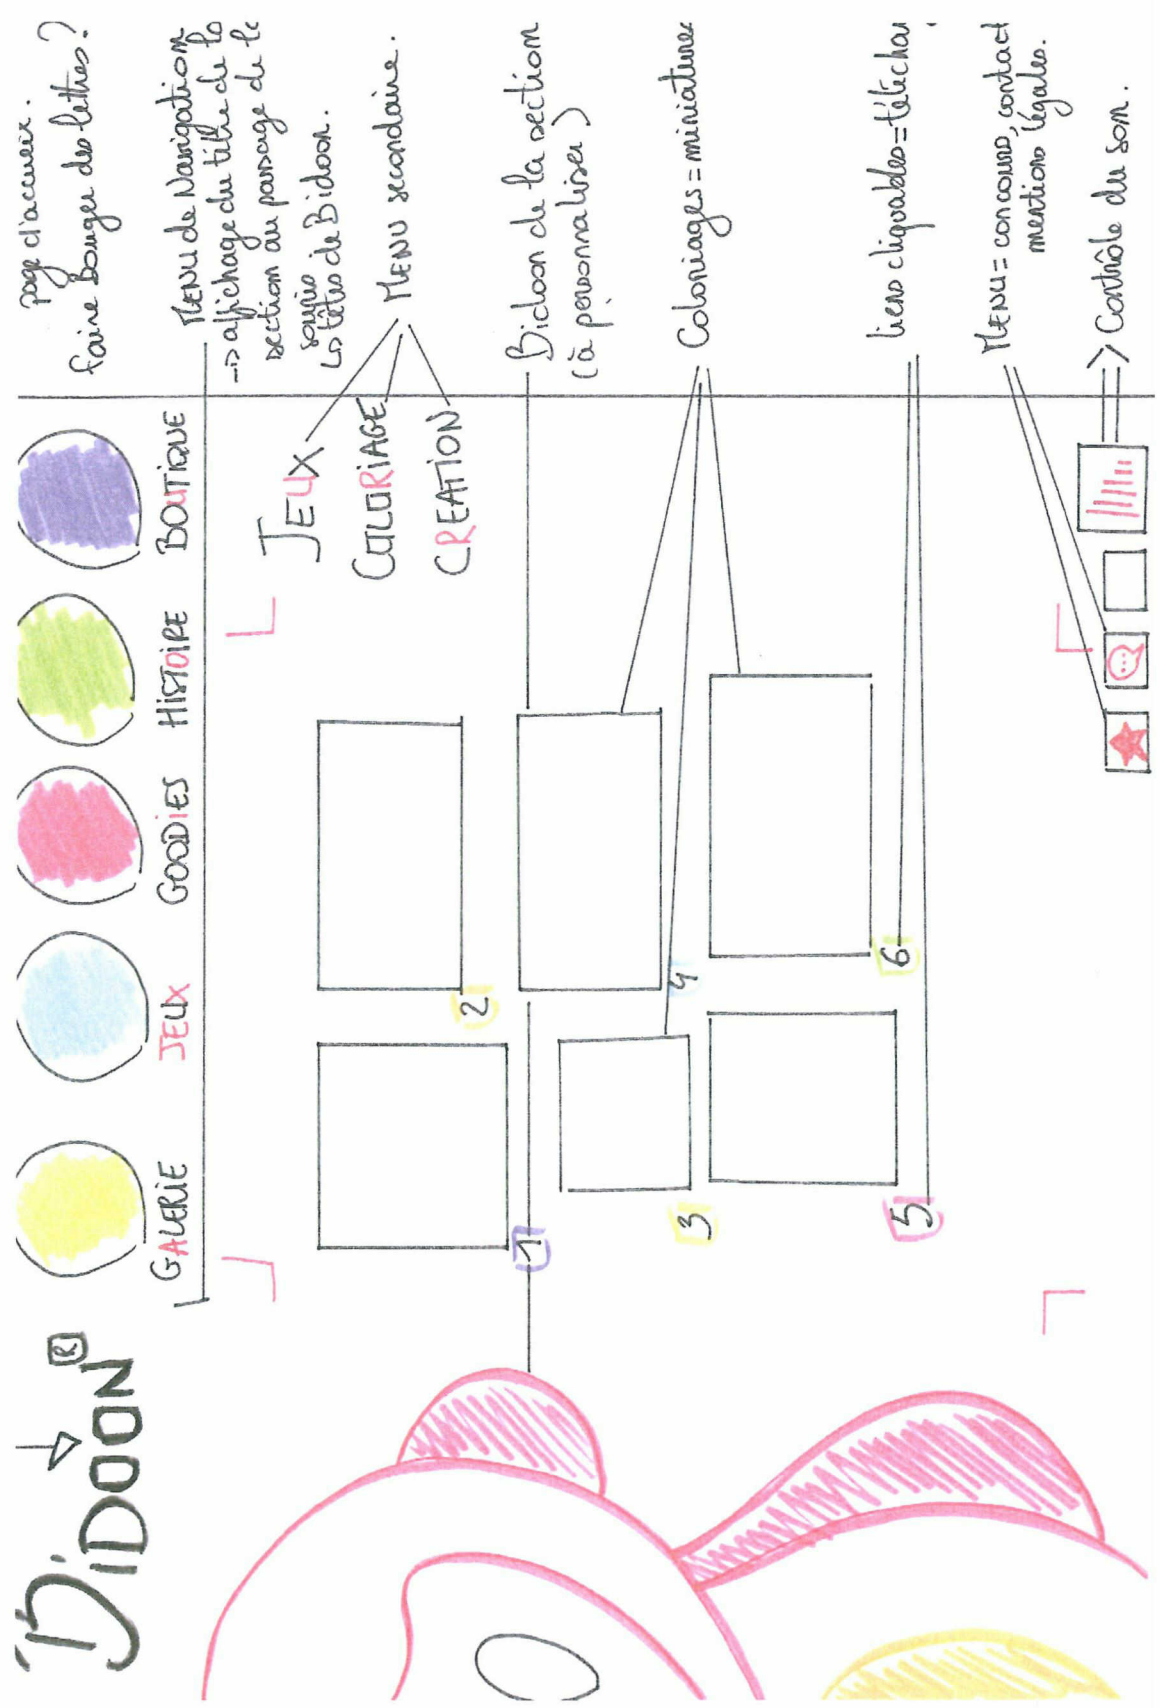 BiDOON®
GALERIE
JEUX
GOODIES
HISTOIRE
BOUTIQUE
JEUX
COLORIAGE
CREATION
1
2
3
4
5
6
page d'accueil.
faire Bouger des lettres?
MENU de Navigation
-> affichage du titre de la
section au passage de la
souris
↳ têtes de Bidoon.
MENU secondaire.
Bidoon de la section
(à personnaliser)
Coloriages = miniatures
liens cliquables = téléchar
MENU = concours, contact
mentions légales.
Contrôle du son.